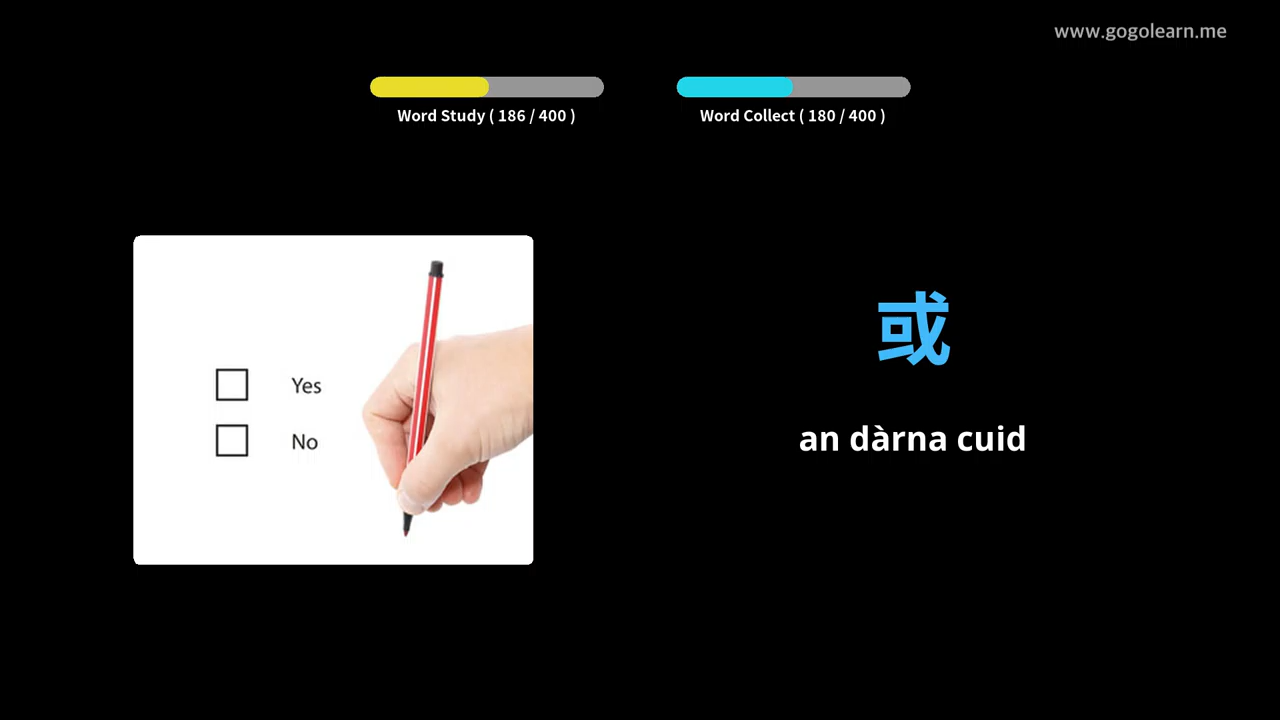 www.gogolearn.me
Word Study ( 186 / 400 )
Word Collect ( 180 / 400 )
Yes
No
或
an dàrna cuid